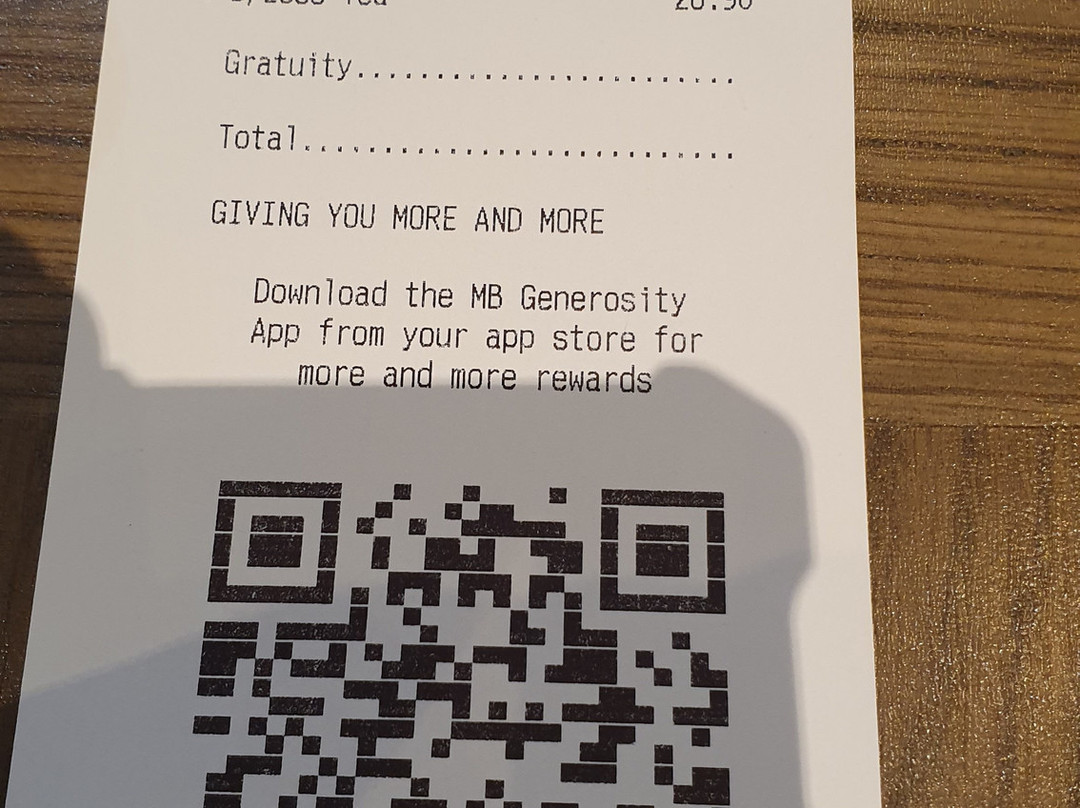 Gratuity..............................
Total..............................
GIVING YOU MORE AND MORE
Download the MB Generosity
App from your app store for
more and more rewards